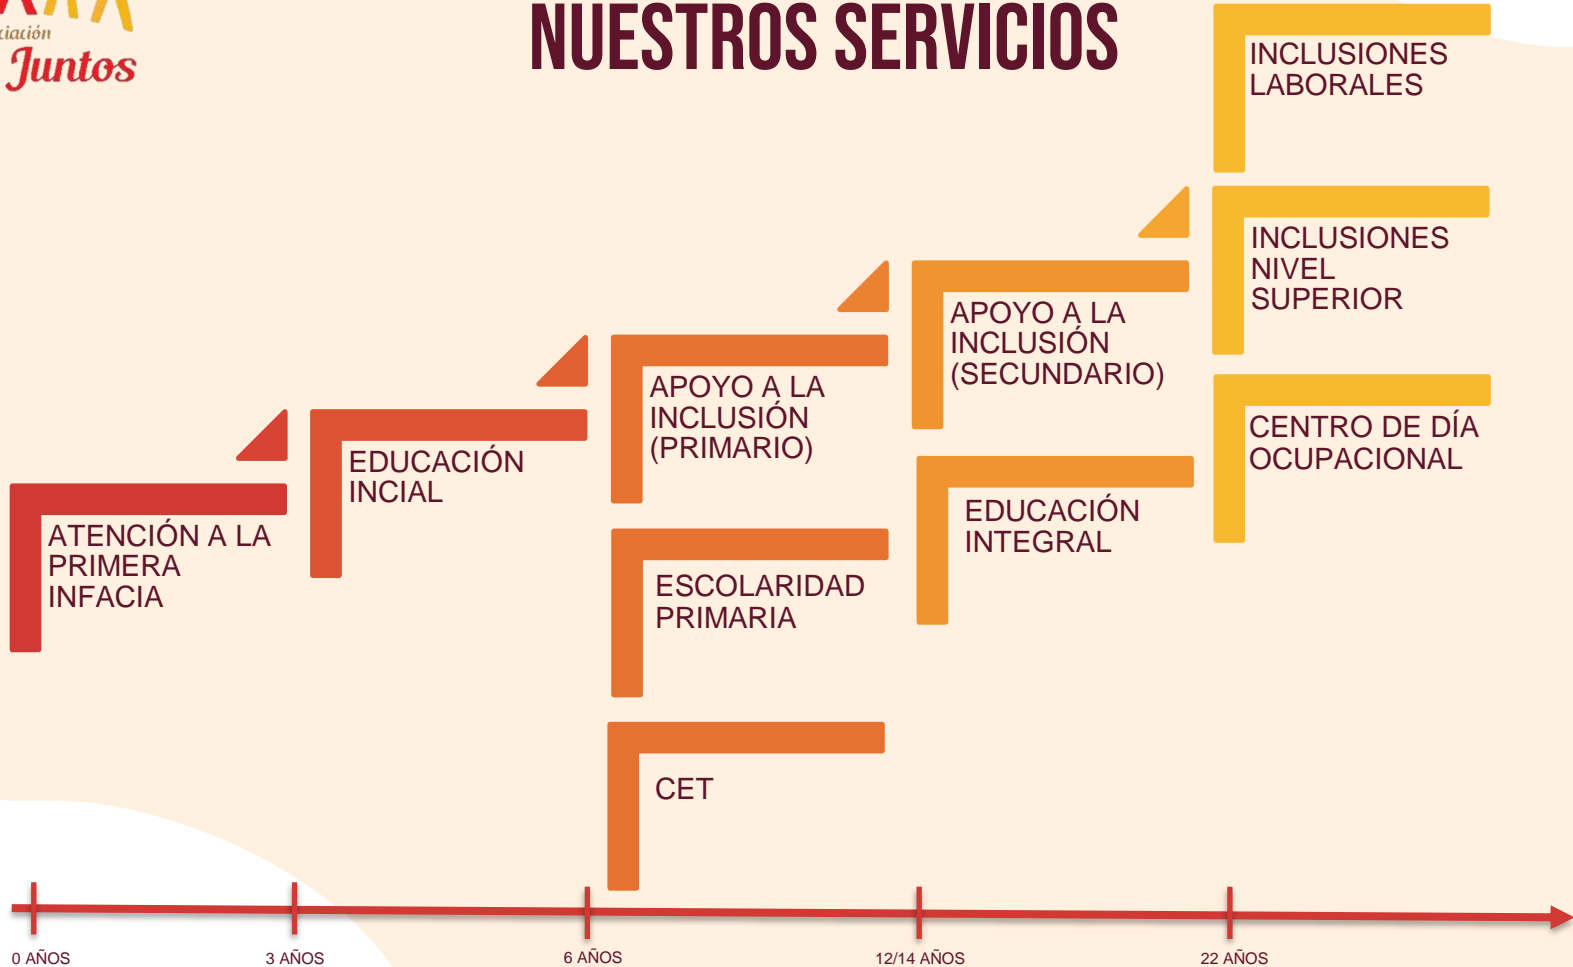 Juntos
NUESTROS SERVICIOS
INCLUSIONES
LABORALES
INCLUSIONES
NIVEL
SUPERIOR
CENTRO DE DÍA
OCUPACIONAL
APOYO A LA
INCLUSIÓN
(SECUNDARIO)
EDUCACIÓN
INTEGRAL
APOYO A LA
INCLUSIÓN
(PRIMARIO)
ESCOLARIDAD
PRIMARIA
CET
EDUCACIÓN
INCIAL
ATENCIÓN A LA
PRIMERA
INFACIA
0 AÑOS
3 AÑOS
6 AÑOS
12/14 AÑOS
22 AÑOS